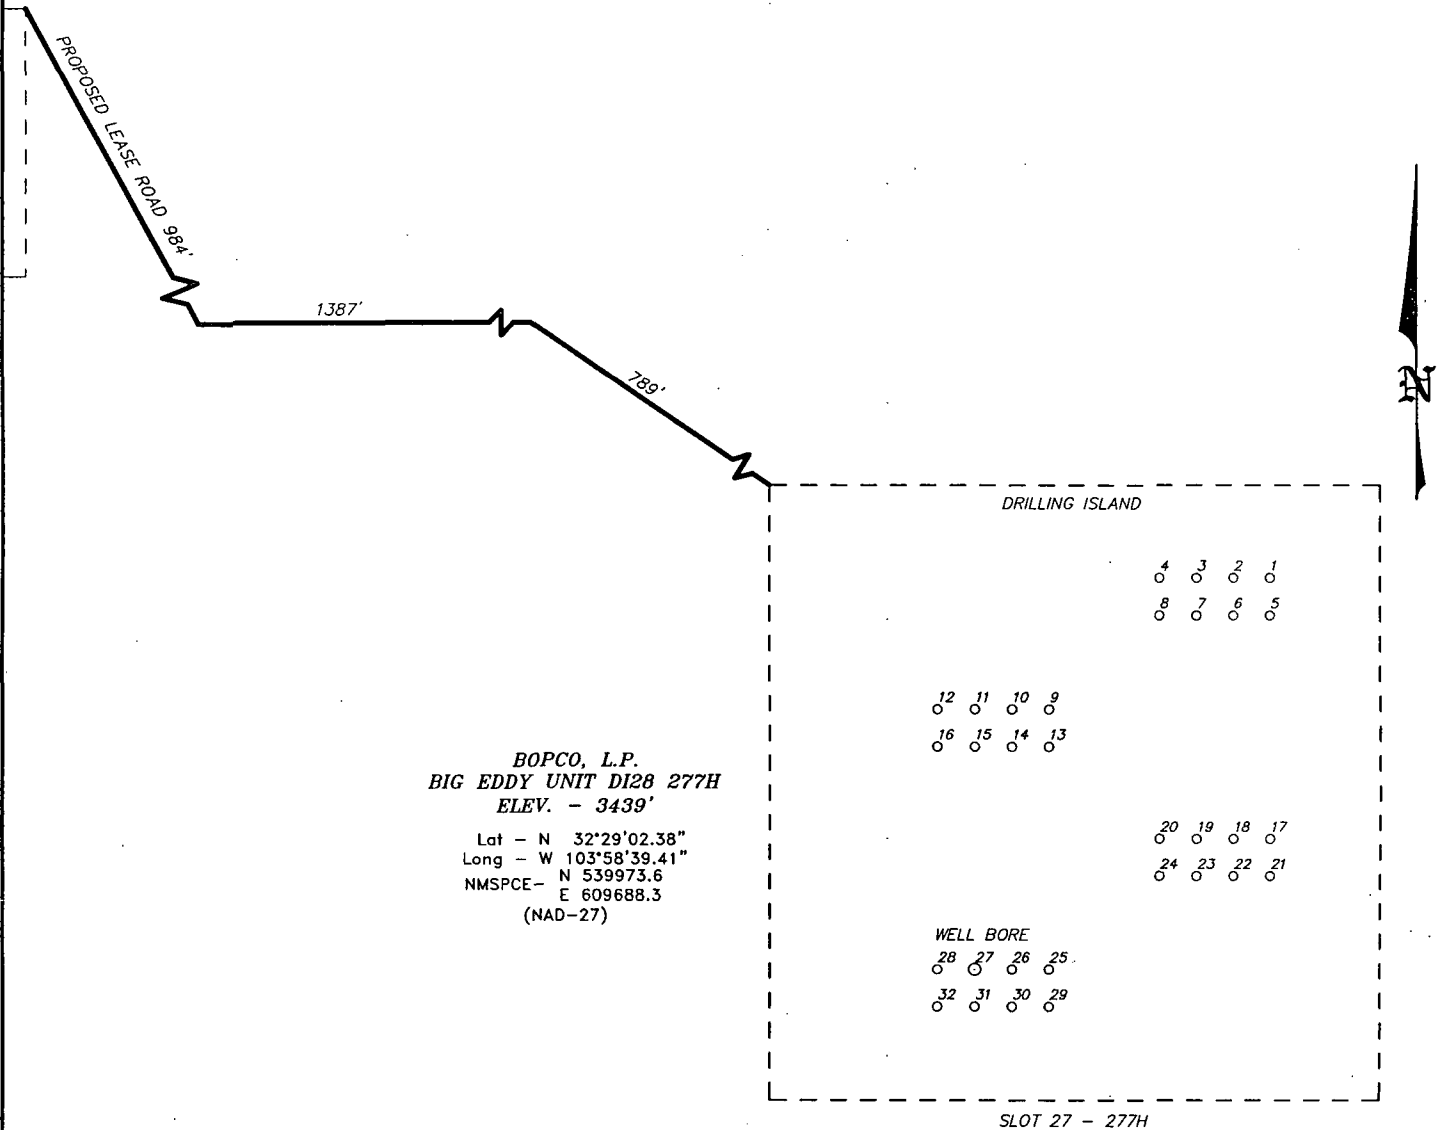 PROPOSED LEASE ROAD 984'
1387'
789'
N
DRILLING ISLAND
4 3 2 1
8 7 6 5
12 11 10 9
16 15 14 13
BOPCO, L.P.
BIG EDDY UNIT DI28 277H
ELEV. - 3439'
Lat - N 32°29'02.38"
Long - W 103°58'39.41"
NMSPCE- N 539973.6
E 609688.3
(NAD-27)
20 19 18 17
24 23 22 21
WELL BORE
28 27 26 25
32 31 30 29
SLOT 27 - 277H